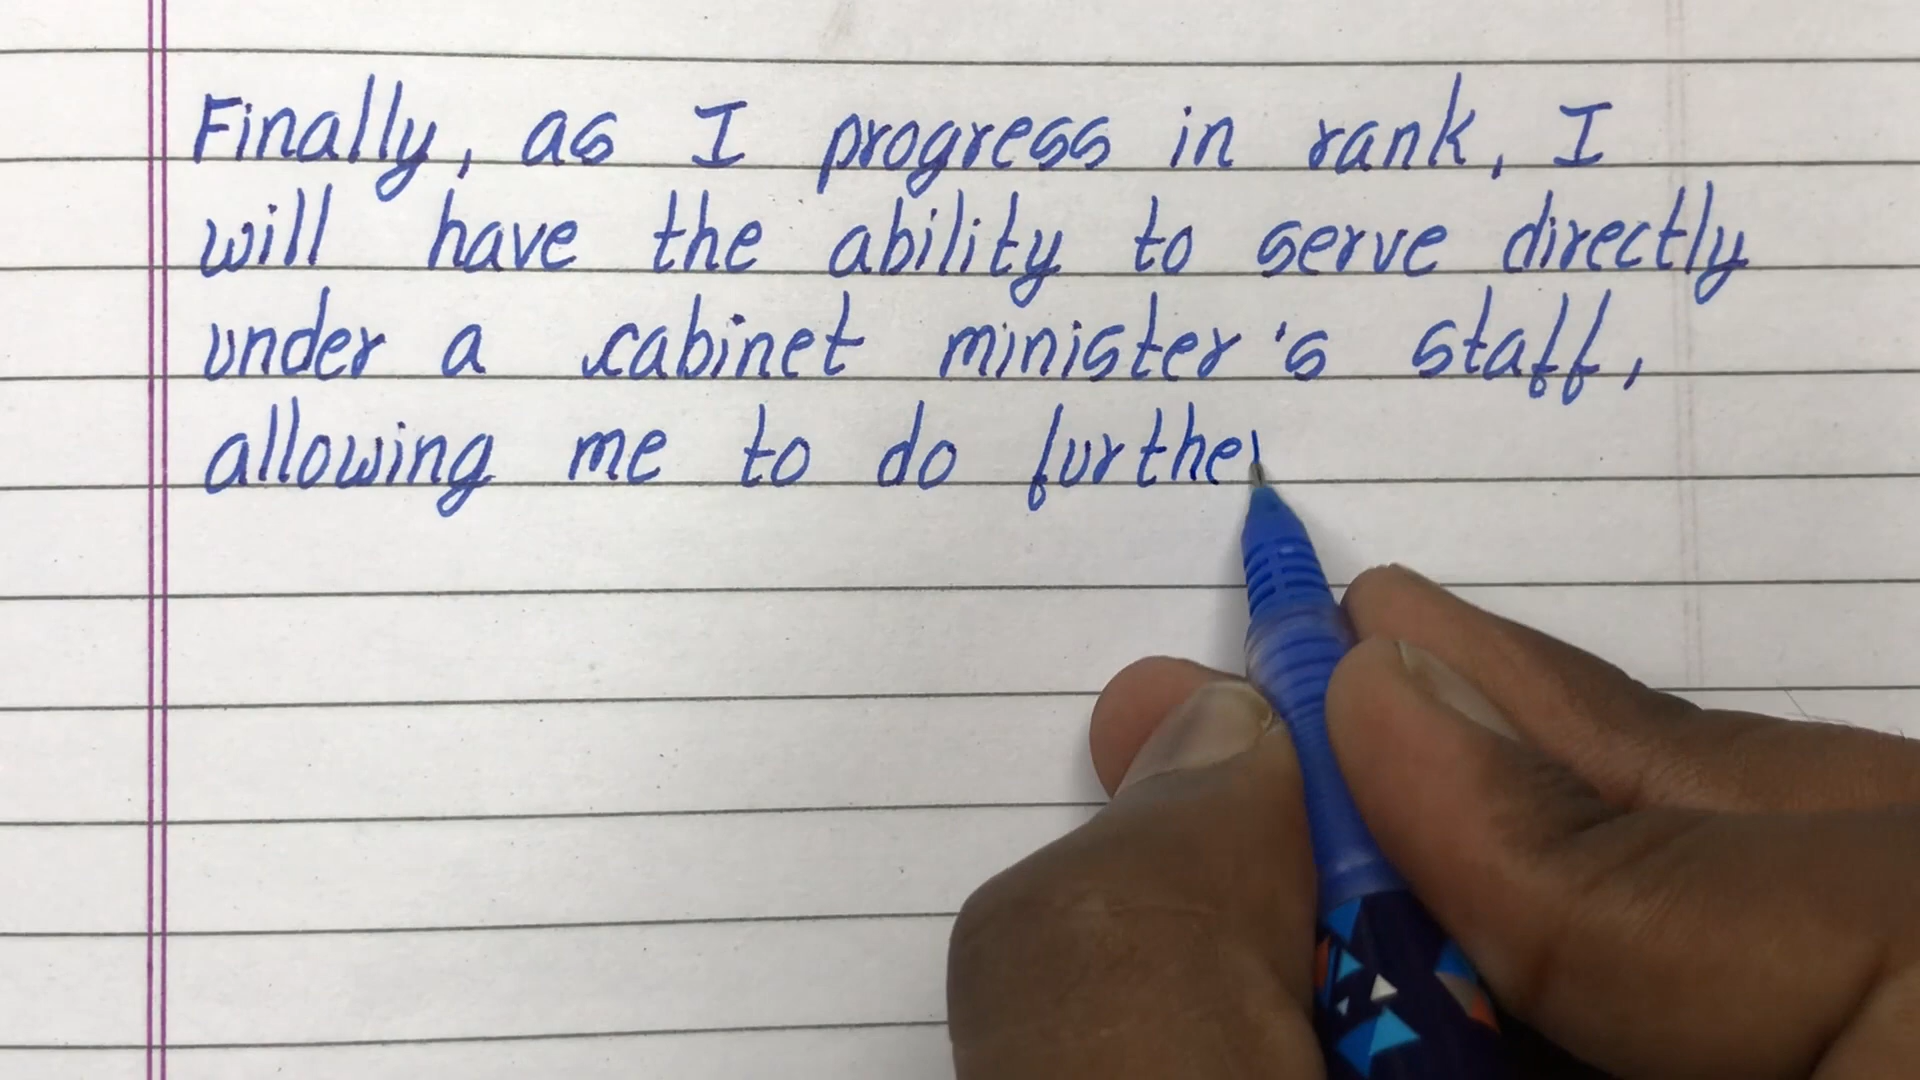 Finally, as I progress in rank, I
will have the ability to serve directly
under a cabinet minister's staff,
allowing me to do further